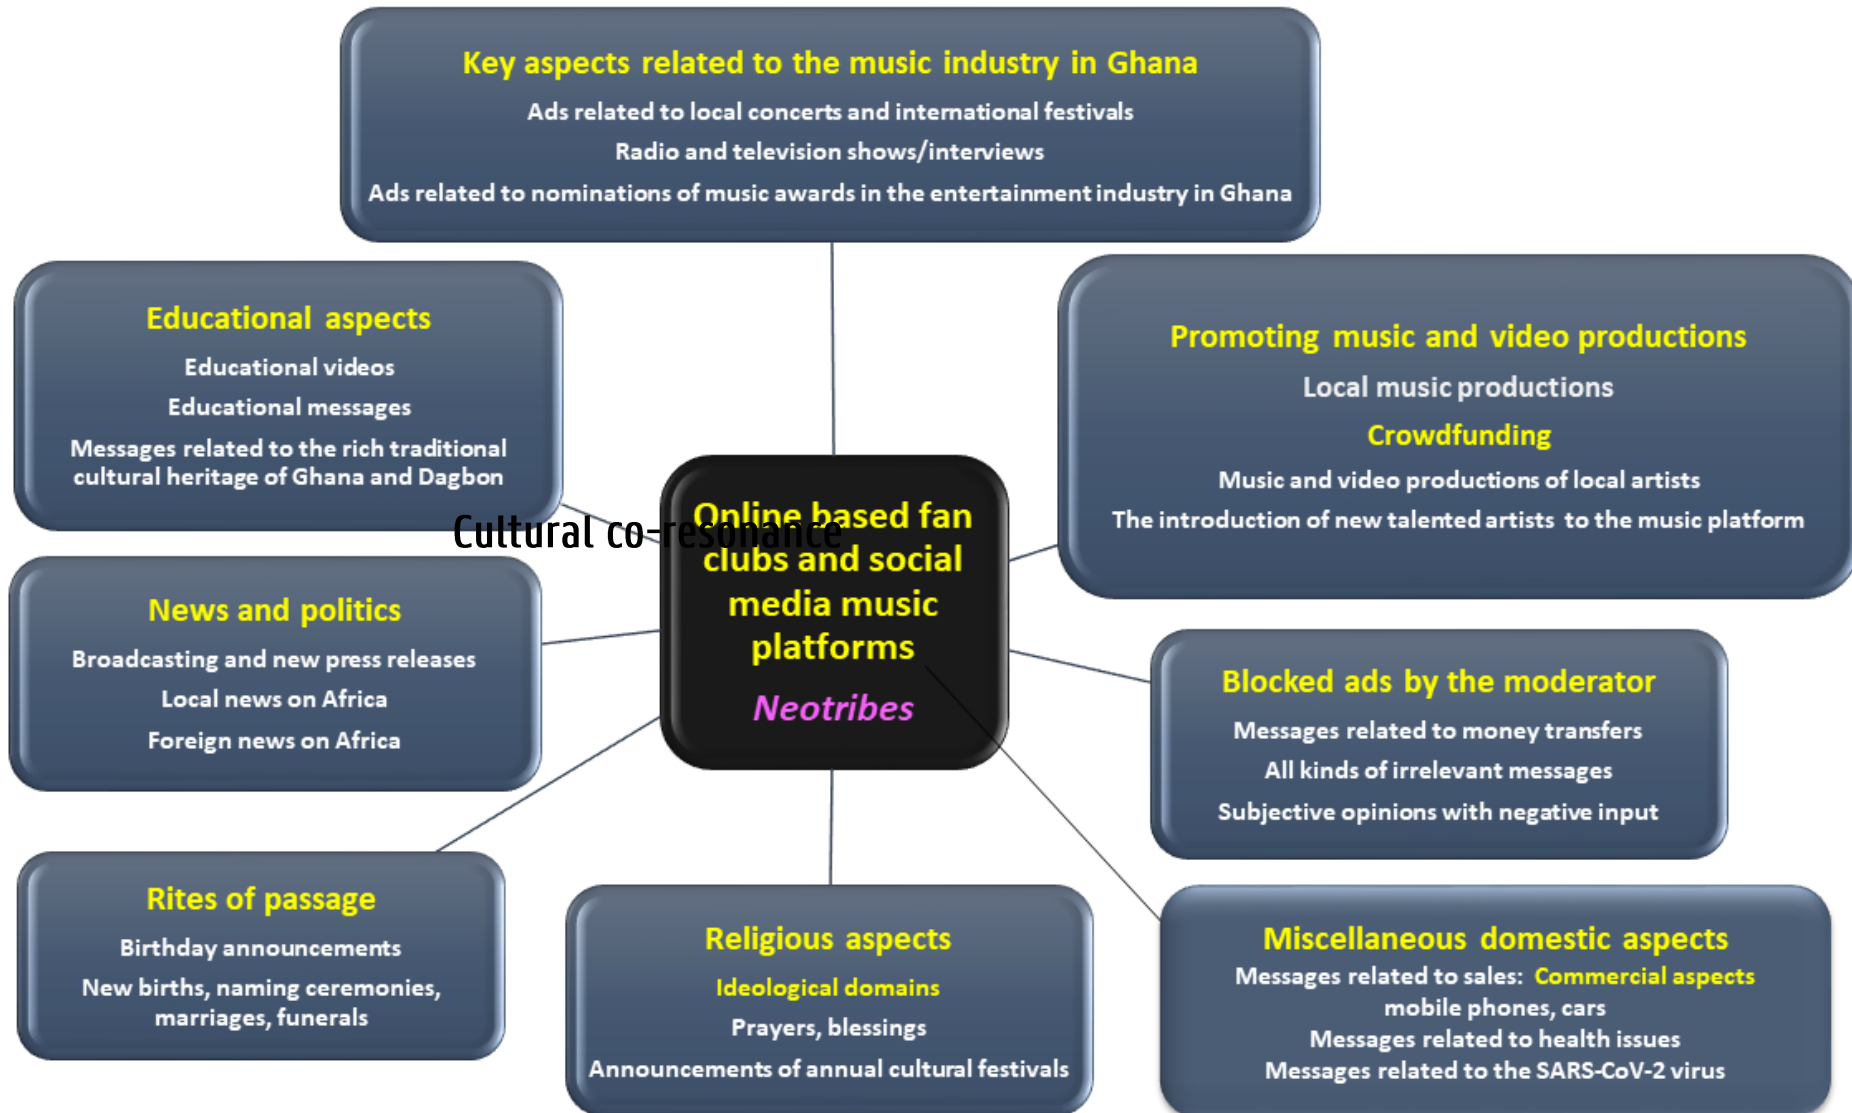 Key aspects related to the music industry in Ghana
Ads related to local concerts and international festivals
Radio and television shows/interviews
Ads related to nominations of music awards in the entertainment industry in Ghana
Educational aspects
Educational videos
Educational messages
Messages related to the rich traditional
cultural heritage of Ghana and Dagbon
Promoting music and video productions
Local music productions
Crowdfunding
Music and video productions of local artists
The introduction of new talented artists to the music platform
Cultural co-resonance
Online based fan
clubs and social
media music
platforms
Neotribes
News and politics
Broadcasting and new press releases
Local news on Africa
Foreign news on Africa
Blocked ads by the moderator
Messages related to money transfers
All kinds of irrelevant messages
Subjective opinions with negative input
Rites of passage
Birthday announcements
New births, naming ceremonies,
marriages, funerals
Religious aspects
Ideological domains
Prayers, blessings
Announcements of annual cultural festivals
Miscellaneous domestic aspects
Messages related to sales: Commercial aspects
mobile phones, cars
Messages related to health issues
Messages related to the SARS-CoV-2 virus